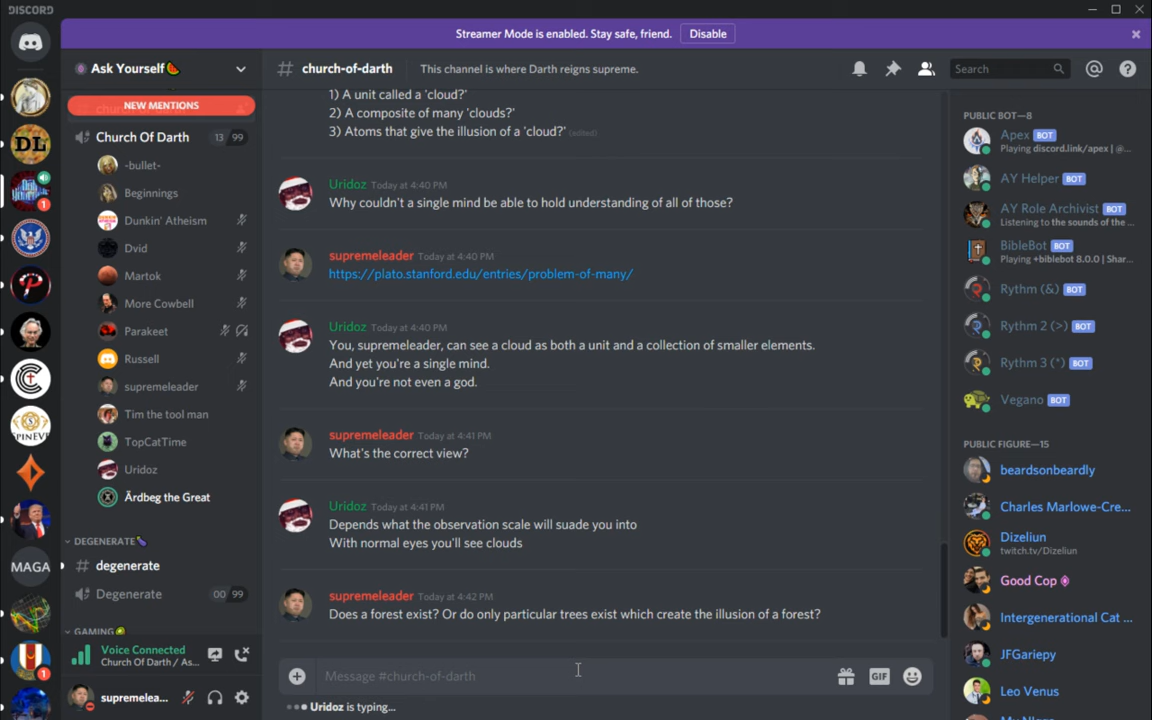 DISCORD
Streamer Mode is enabled. Stay safe, friend. Disable
Ask Yourself🍉
# church-of-darth This channel is where Darth reigns supreme.
Search
NEW MENTIONS
Church Of Darth 13 99
-bullet-
Beginnings
Dunkin' Atheism
Dvid
Martok
More Cowbell
Parakeet
Russell
supremeleader
Tim the tool man
TopCatTime
Uridoz
Ärdbeg the Great
DEGENERATE🍆
# degenerate
Degenerate 00 99
GAMING
Voice Connected
Church Of Darth / As...
supremelea...
DL
SPINEVE
MAGA
1
1
1) A unit called a 'cloud?'
2) A composite of many 'clouds?'
3) Atoms that give the illusion of a 'cloud?' (edited)
Uridoz Today at 4:40 PM
Why couldn't a single mind be able to hold understanding of all of those?
supremeleader Today at 4:40 PM
https://plato.stanford.edu/entries/problem-of-many/
Uridoz Today at 4:40 PM
You, supremeleader, can see a cloud as both a unit and a collection of smaller elements.
And yet you're a single mind.
And you're not even a god.
supremeleader Today at 4:41 PM
What's the correct view?
Uridoz Today at 4:41 PM
Depends what the observation scale will suade you into
With normal eyes you'll see clouds
supremeleader Today at 4:42 PM
Does a forest exist? Or do only particular trees exist which create the illusion of a forest?
Message #church-of-darth
GIF
Uridoz is typing...
PUBLIC BOT—8
Apex BOT
Playing discord.link/apex | @...
AY Helper BOT
AY Role Archivist BOT
Listening to the sounds of the ...
BibleBot BOT
Playing +biblebot 8.0.0 | Shar...
Rythm (&) BOT
Rythm 2 (>) BOT
Rythm 3 (*) BOT
Vegano BOT
PUBLIC FIGURE—15
beardsonbeardly
Charles Marlowe-Cre...
Dizeliun
twitch.tv/Dizeliun
Good Cop
Intergenerational Cat ...
JFGariepy
Leo Venus